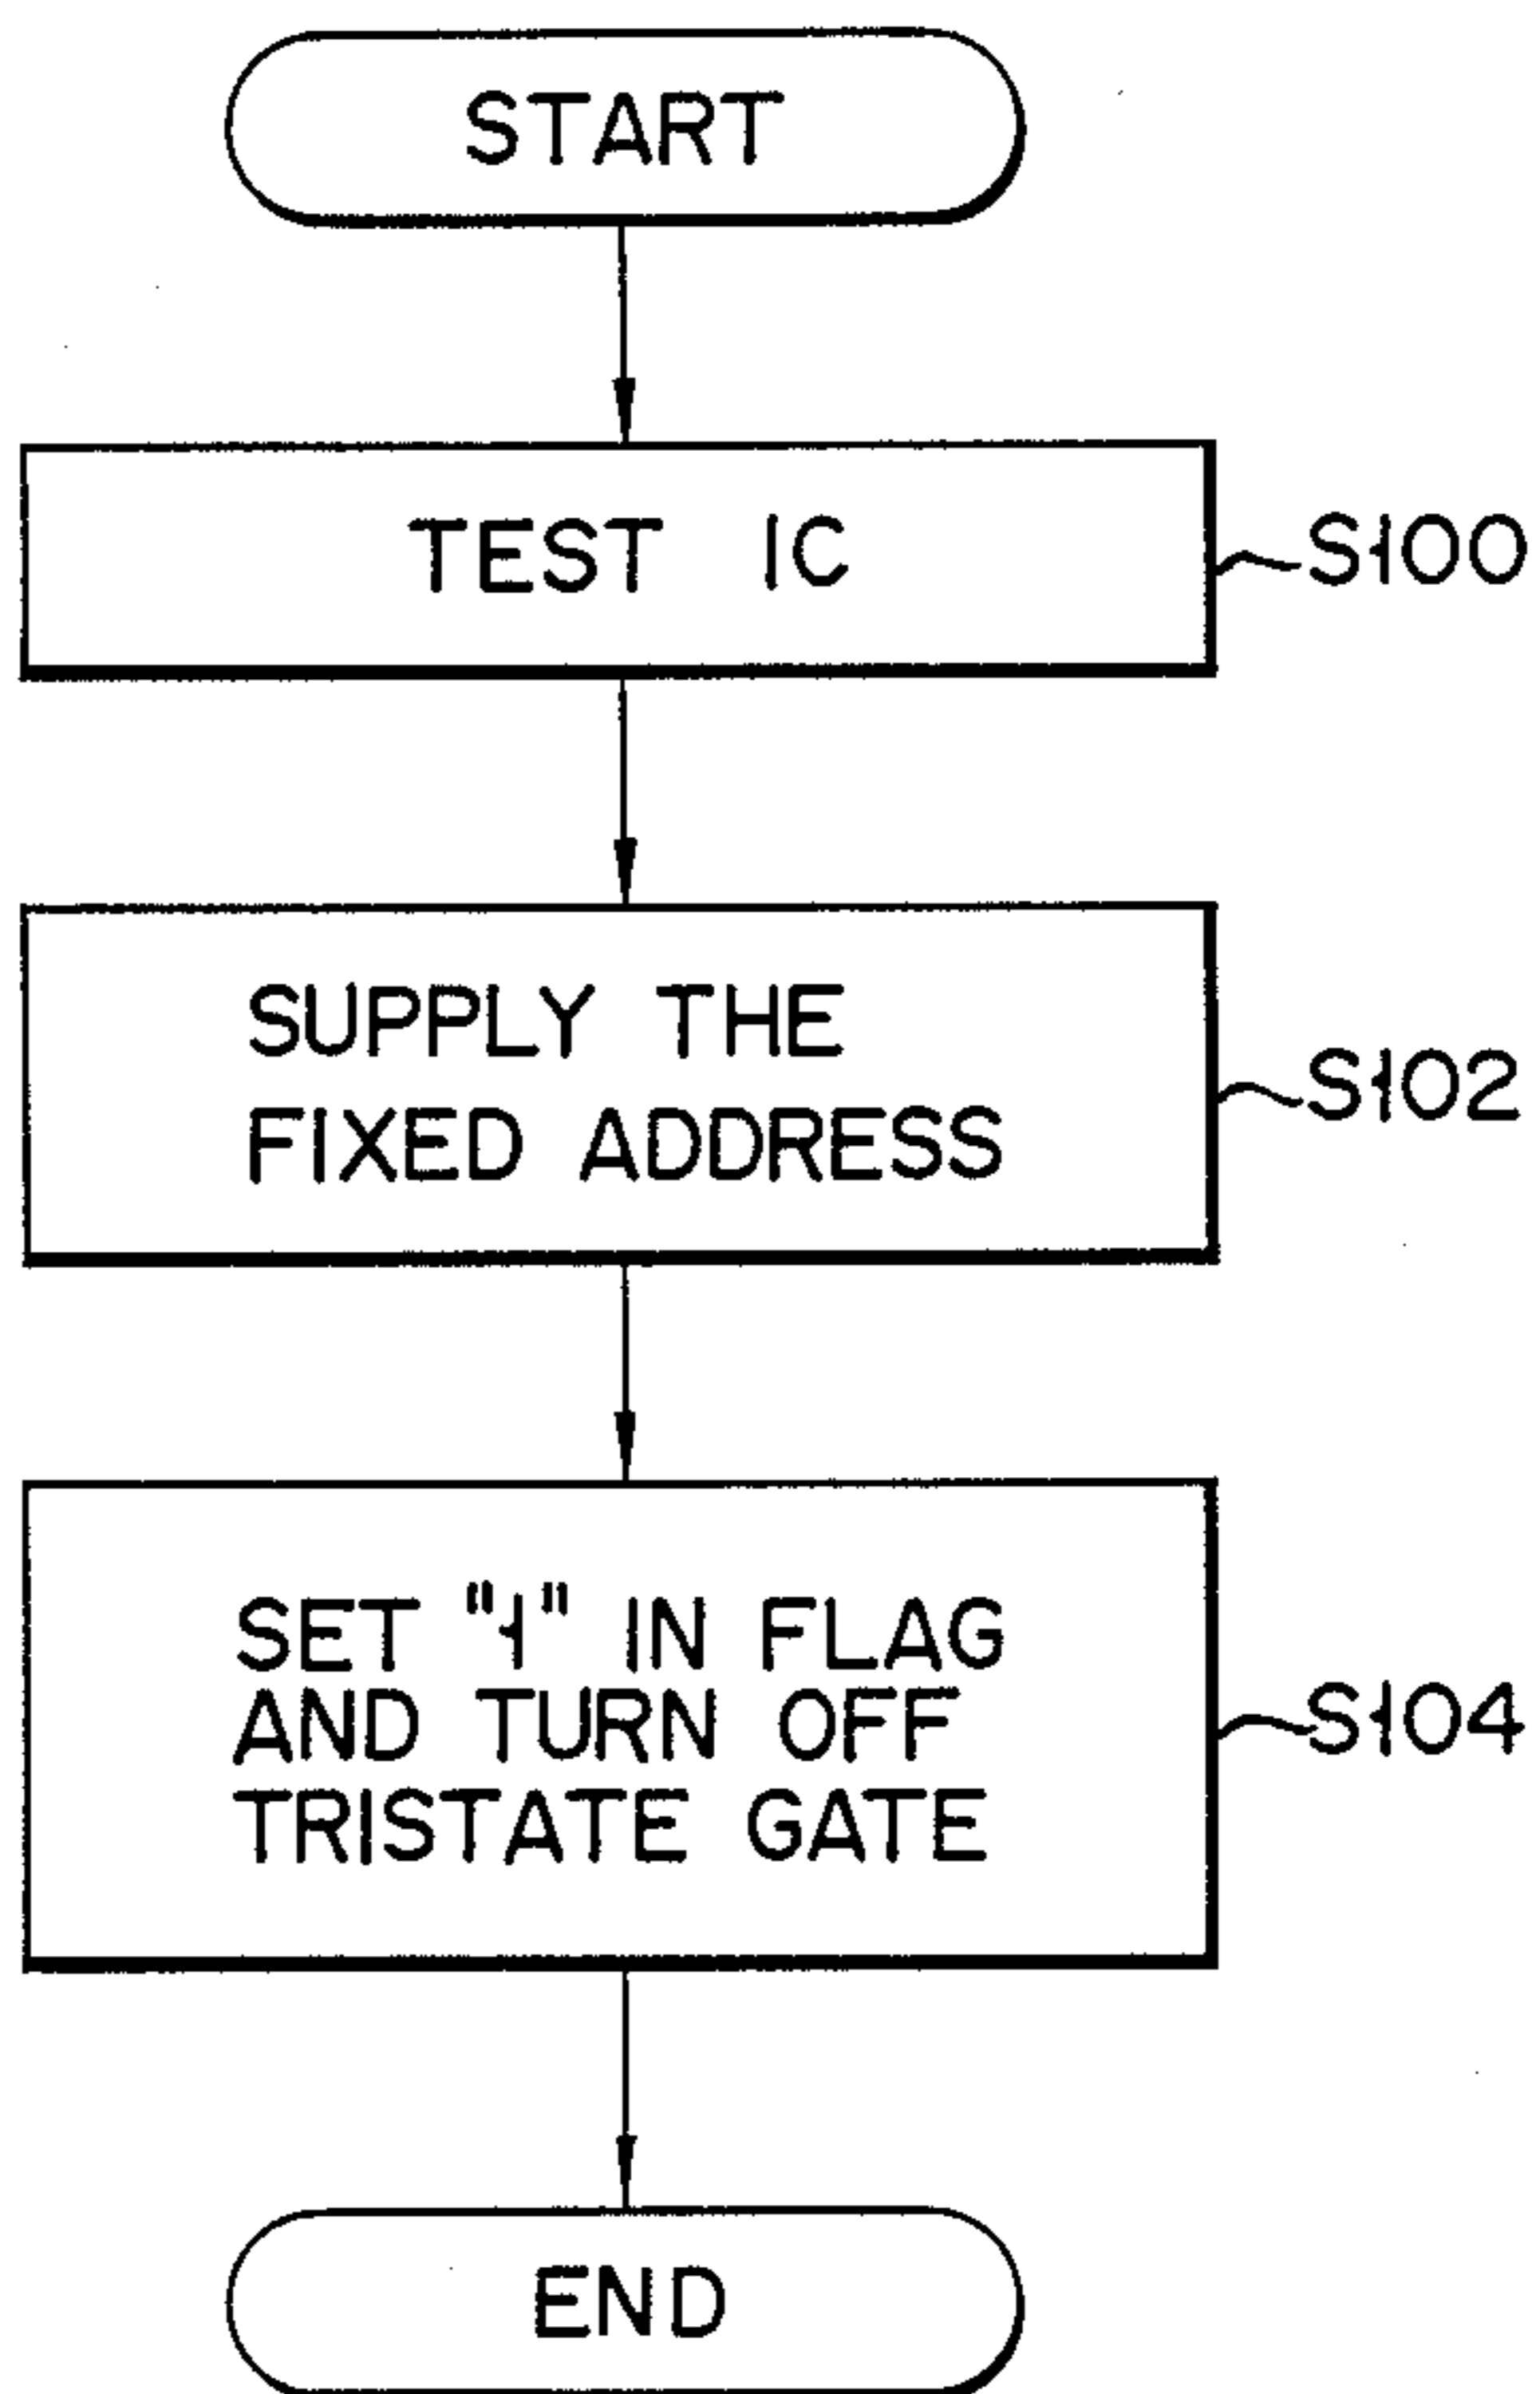 START
TEST IC
S100
SUPPLY THE
FIXED ADDRESS
S102
SET "1" IN FLAG
AND TURN OFF
TRISTATE GATE
S104
END